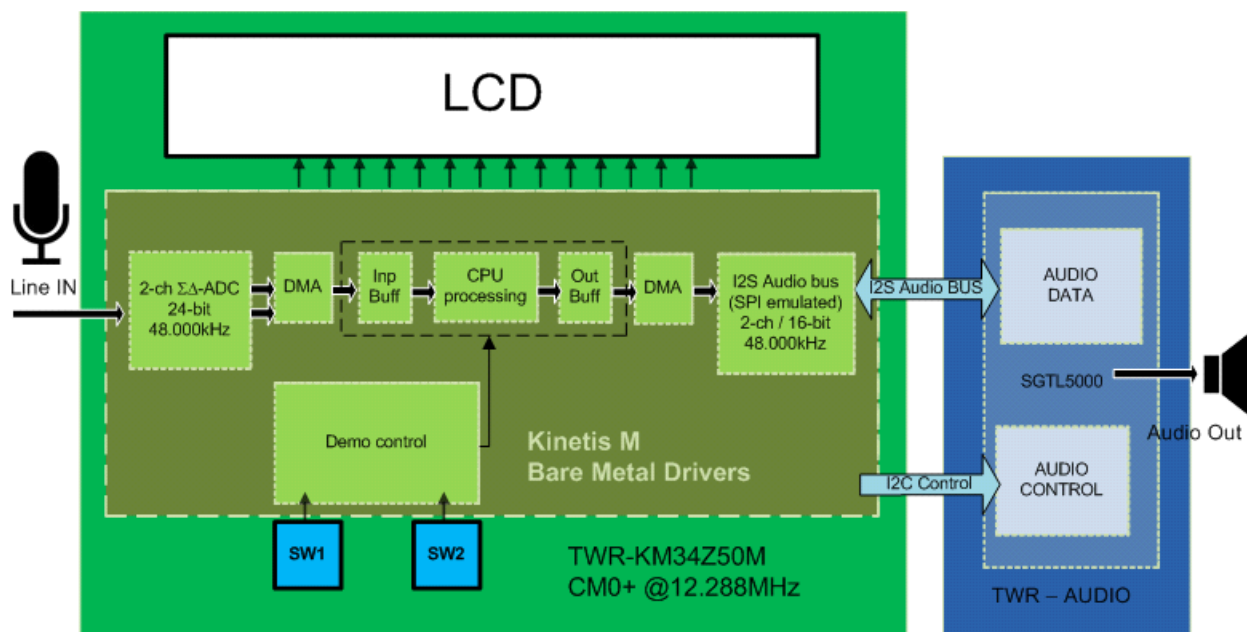 LCD
Line IN
2-ch ΣΔ-ADC
24-bit
48.000kHz
DMA
Inp
Buff
CPU
processing
Out
Buff
DMA
I2S Audio bus
(SPI emulated)
2-ch / 16-bit
48.000kHz
I2S Audio BUS
AUDIO
DATA
SGTL5000
Audio Out
Demo control
Kinetis M
Bare Metal Drivers
I2C Control
AUDIO
CONTROL
SW1
SW2
TWR-KM34Z50M
CM0+ @12.288MHz
TWR – AUDIO